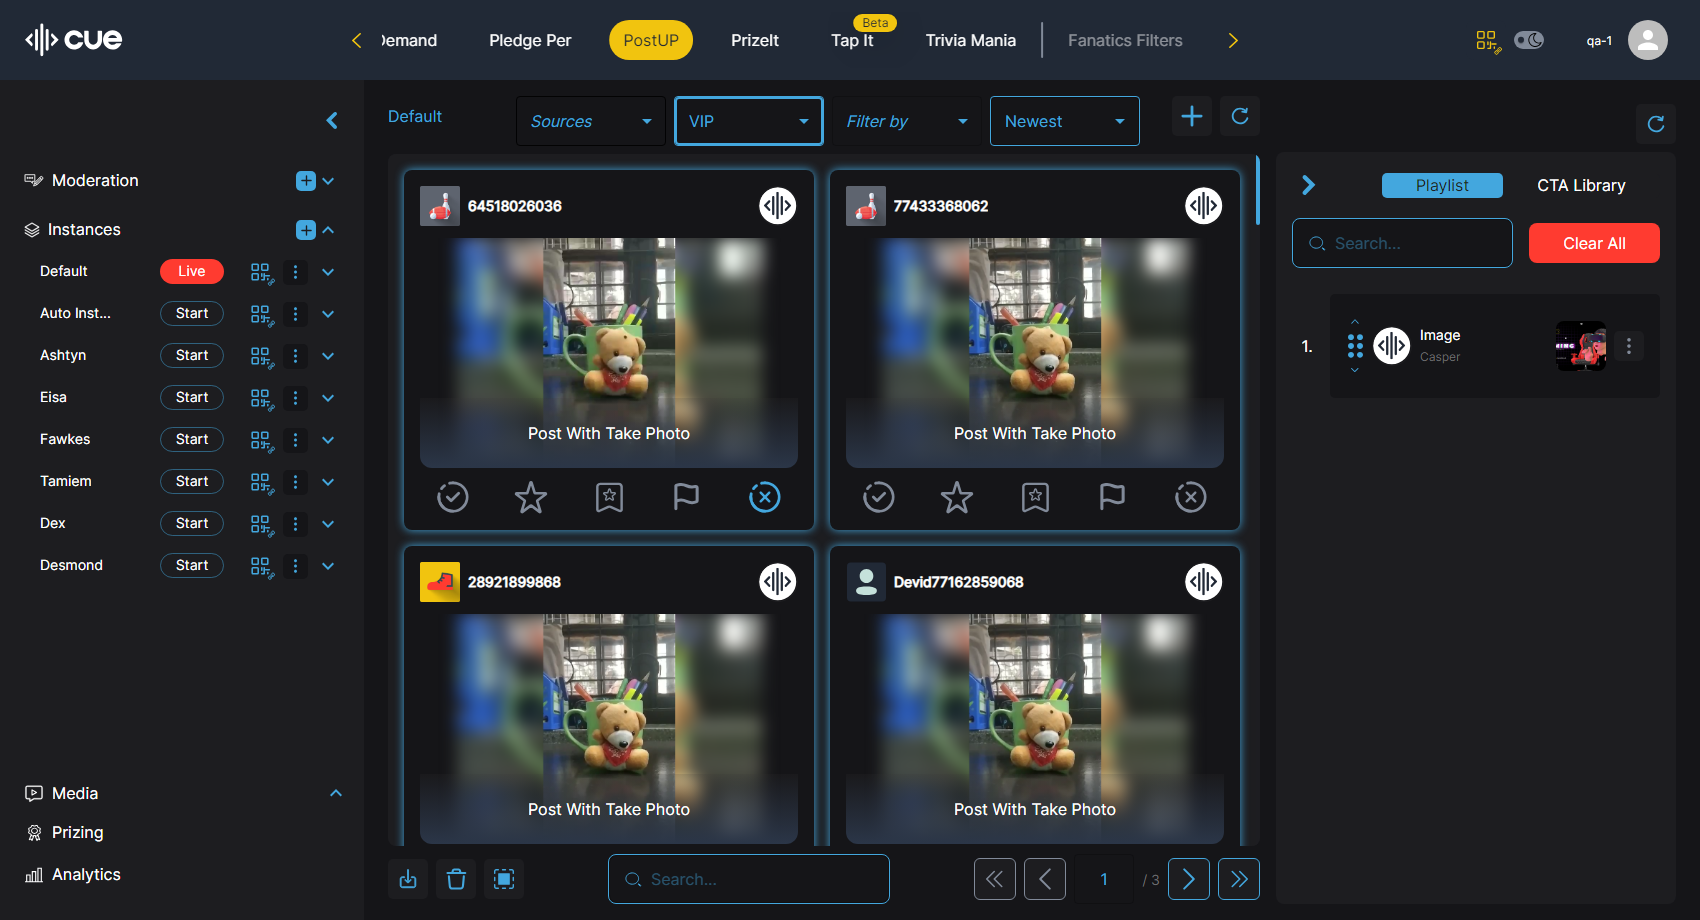 cue
Demand
Pledge Per
PostUP
PrizeIt
Beta
Tap It
Trivia Mania
Fanatics Filters
qa-1
Moderation
Instances
Default
Live
Auto Inst...
Start
Ashtyn
Start
Eisa
Start
Fawkes
Start
Tamiem
Start
Dex
Start
Desmond
Start
Media
Prizing
Analytics
Default
Sources
VIP
Filter by
Newest
64518026036
Post With Take Photo
77433368062
Post With Take Photo
28921899868
Post With Take Photo
Devid77162859068
Post With Take Photo
Search...
1
/ 3
Playlist
CTA Library
Search...
Clear All
1.
Image
Casper